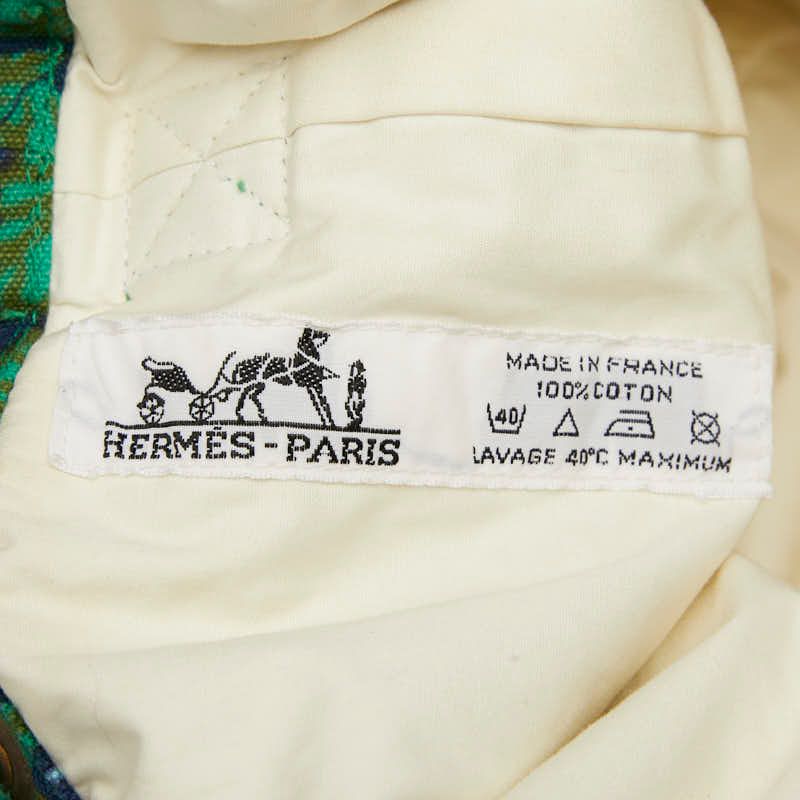 HERMÈS-PARIS
MADE IN FRANCE
100% COTON
40
LAVAGE 40°C MAXIMUM